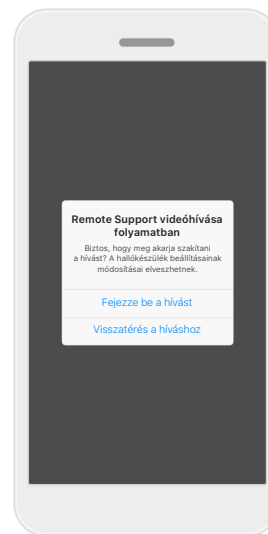 Remote Support videóhívása
folyamatban
Biztos, hogy meg akarja szakítani
a hívást? A hallókészülék beállításainak
módosításai elveszhetnek.
Fejezze be a hívást
Visszatérés a híváshoz